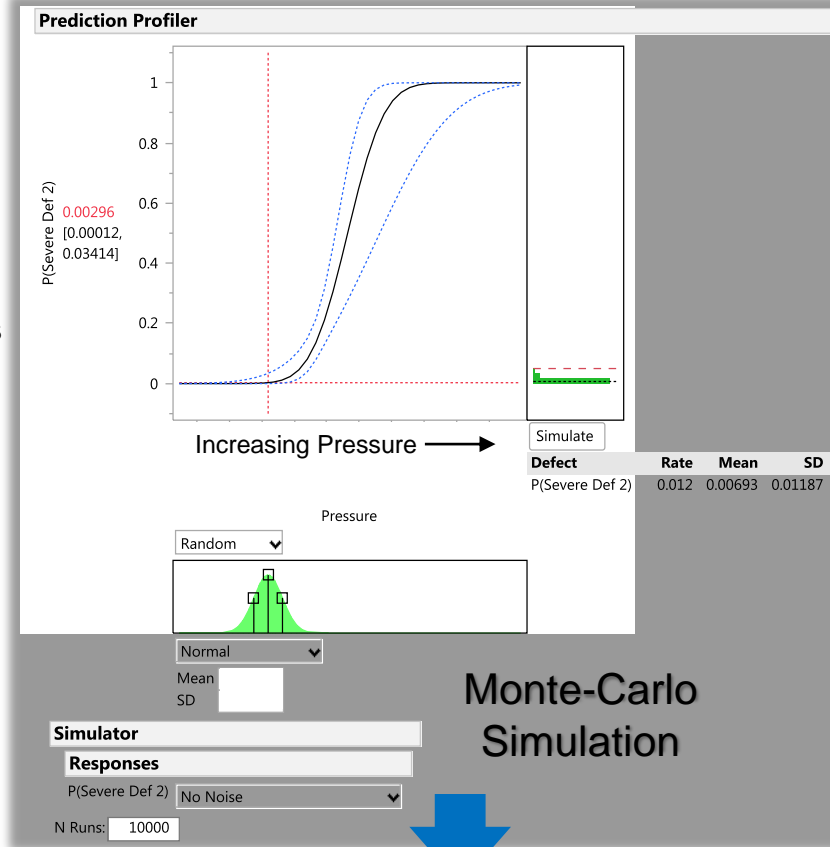 Prediction Profiler
P(Severe Def 2)
0.00296
[0.00012,
0.03414]
1
0.8
0.6
0.4
0.2
0
Increasing Pressure
Simulate
Defect Rate Mean SD
P(Severe Def 2) 0.012 0.00693 0.01187
Pressure
Random
Normal
Mean
SD
Monte-Carlo
Simulation
Simulator
Responses
P(Severe Def 2) No Noise
N Runs: 10000